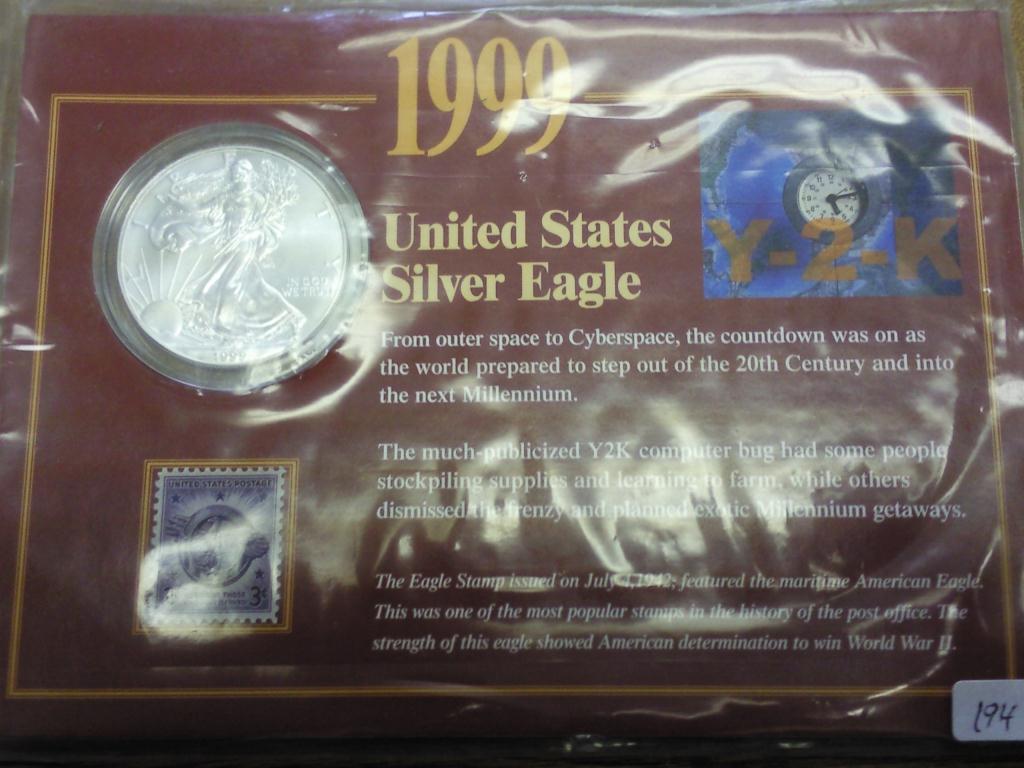 1999
IN GOD
WE TRUST
1999
United States
Silver Eagle
Y-2-K
From outer space to Cyberspace, the countdown was on as
the world prepared to step out of the 20th Century and into
the next Millennium.
The much-publicized Y2K computer bug had some people
stockpiling supplies and learning to farm, while others
dismissed the frenzy and planned exotic Millennium getaways.
UNITED STATES POSTAGE
THOSE
3¢
The Eagle Stamp issued on July 4, 1942, featured the maritime American Eagle.
This was one of the most popular stamps in the history of the post office. The
strength of this eagle showed American determination to win World War II.
194